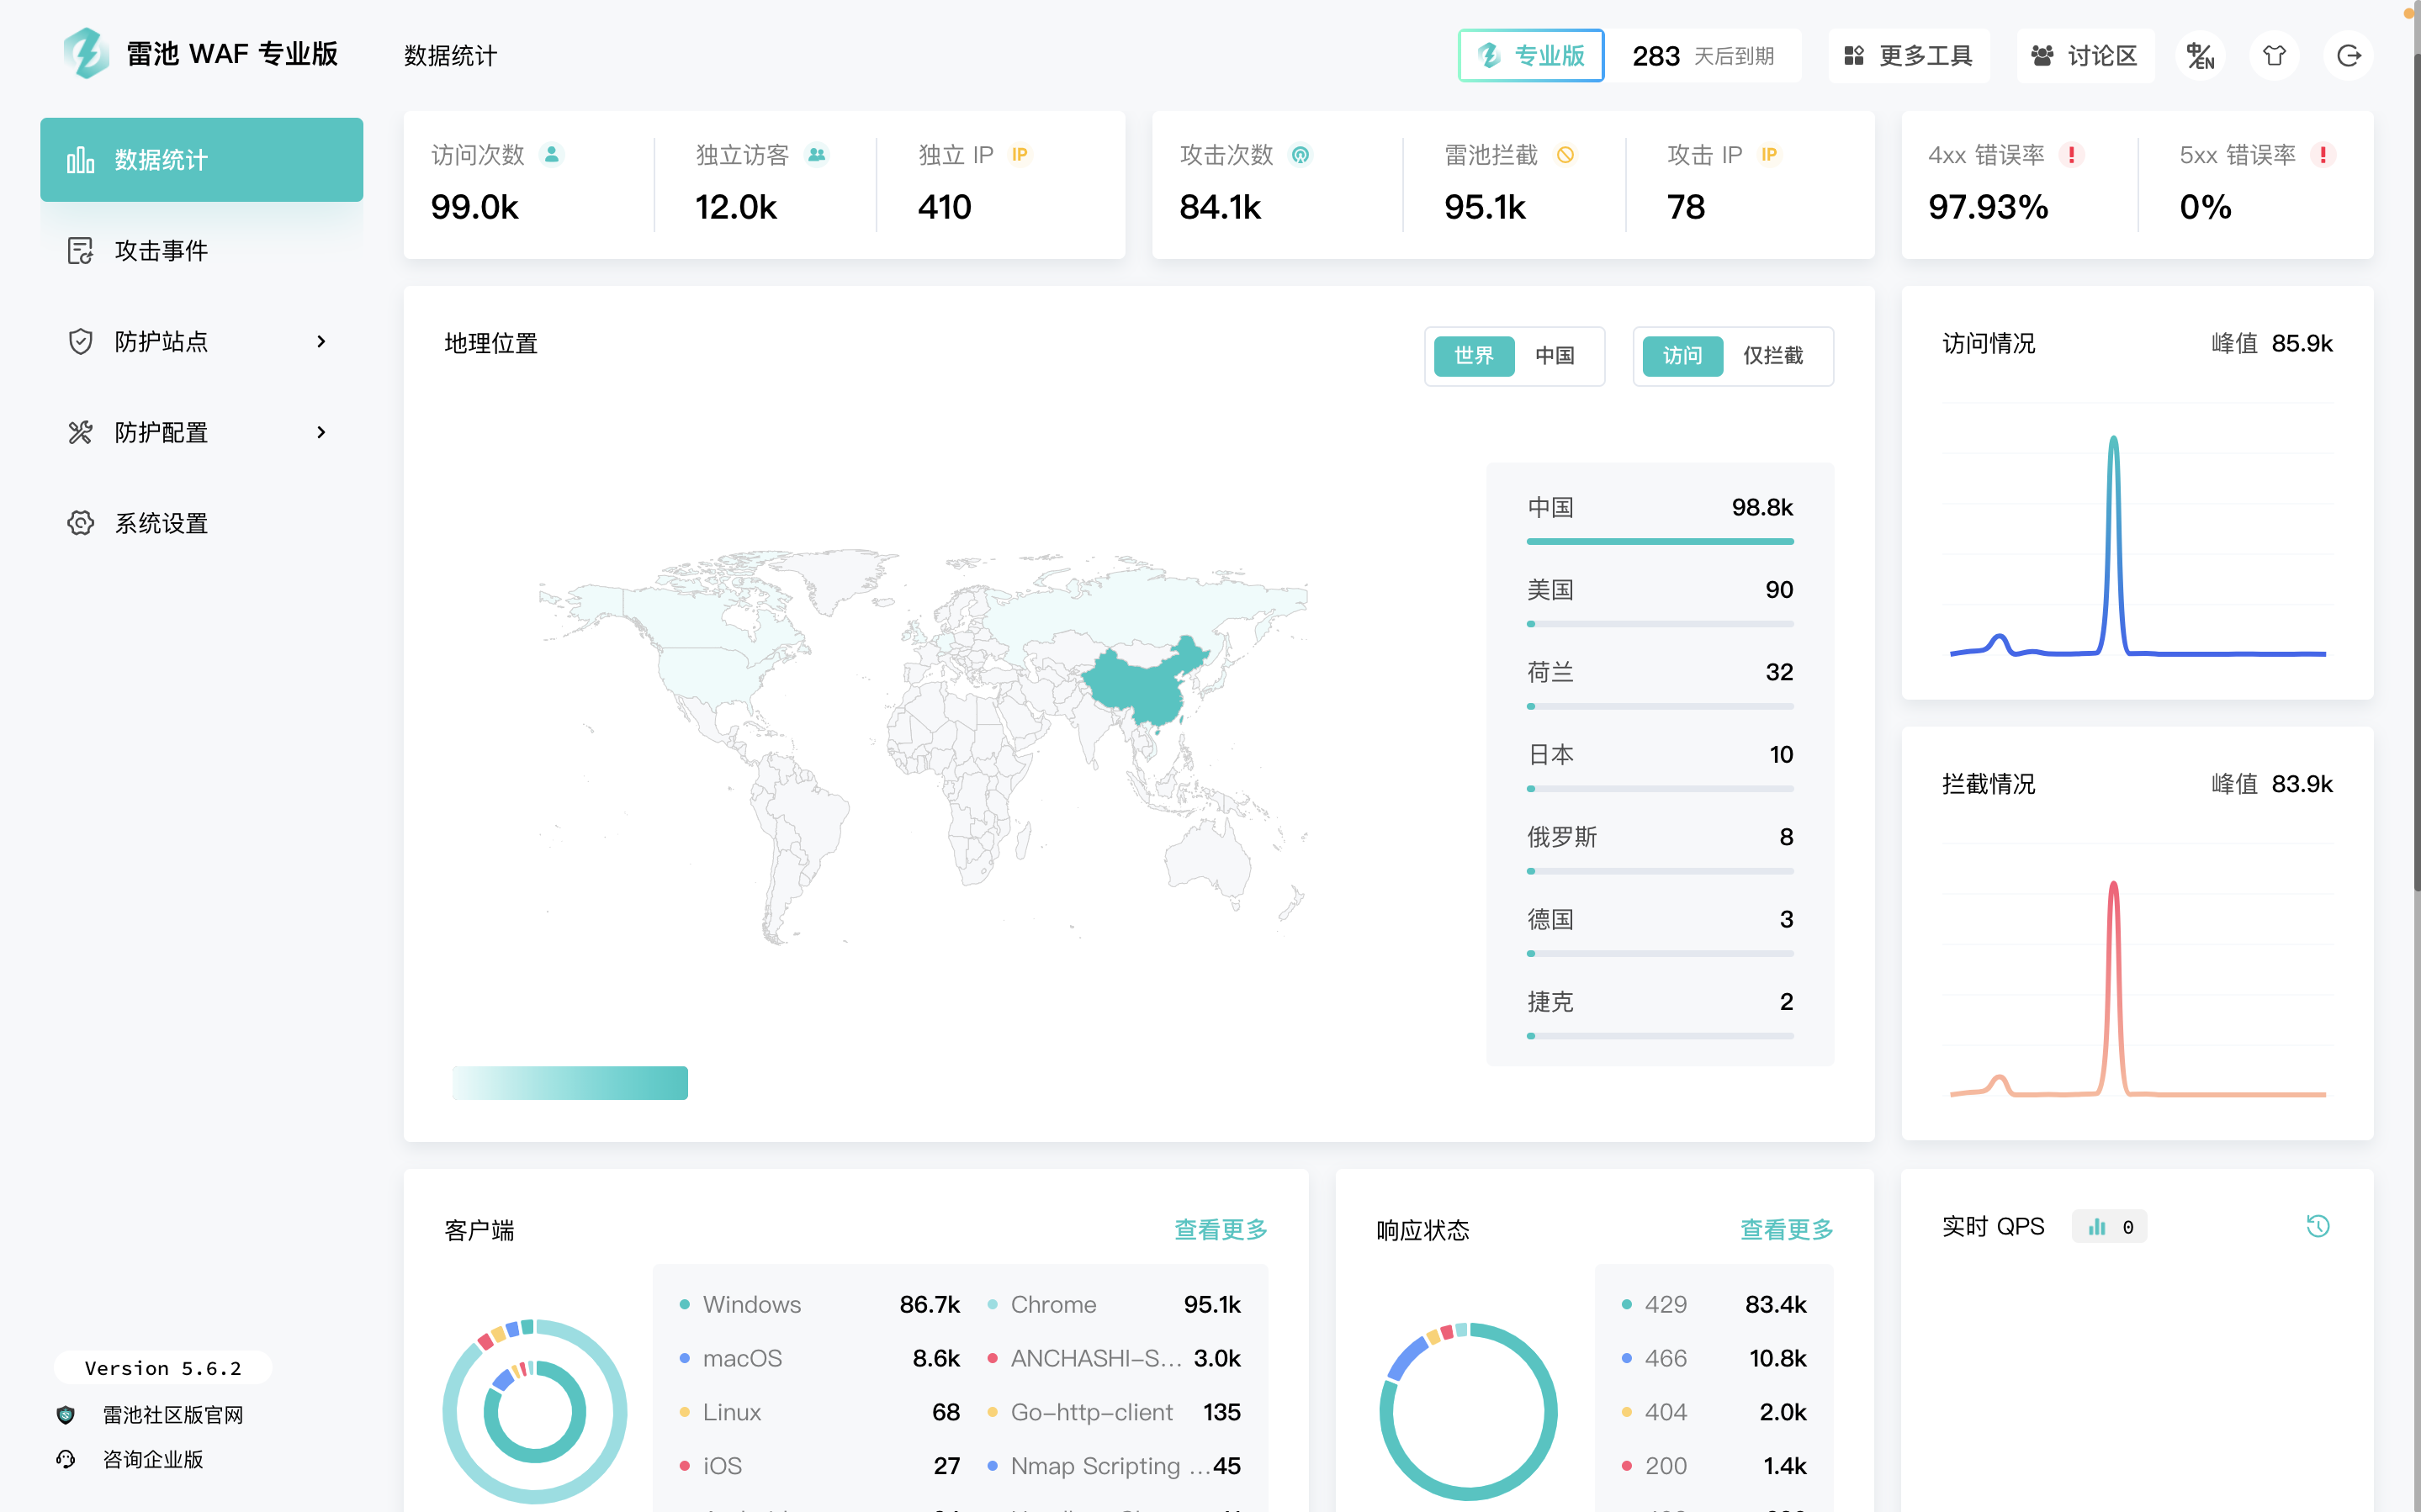 雷池 WAF 专业版
数据统计
专业版
283 天后到期
更多工具
讨论区
中/EN
数据统计
攻击事件
防护站点
防护配置
系统设置
Version 5.6.2
雷池社区版官网
咨询企业版
访问次数
99.0k
独立访客
12.0k
独立 IP IP
410
攻击次数
84.1k
雷池拦截
95.1k
攻击 IP IP
78
4xx 错误率
97.93%
5xx 错误率
0%
地理位置
世界 中国
访问 仅拦截
中国 98.8k
美国 90
荷兰 32
日本 10
俄罗斯 8
德国 3
捷克 2
访问情况 峰值 85.9k
拦截情况 峰值 83.9k
客户端 查看更多
Windows 86.7k
Chrome 95.1k
macOS 8.6k
ANCHASHI-S... 3.0k
Linux 68
Go-http-client 135
iOS 27
Nmap Scripting ... 45
响应状态 查看更多
429 83.4k
466 10.8k
404 2.0k
200 1.4k
实时 QPS 0